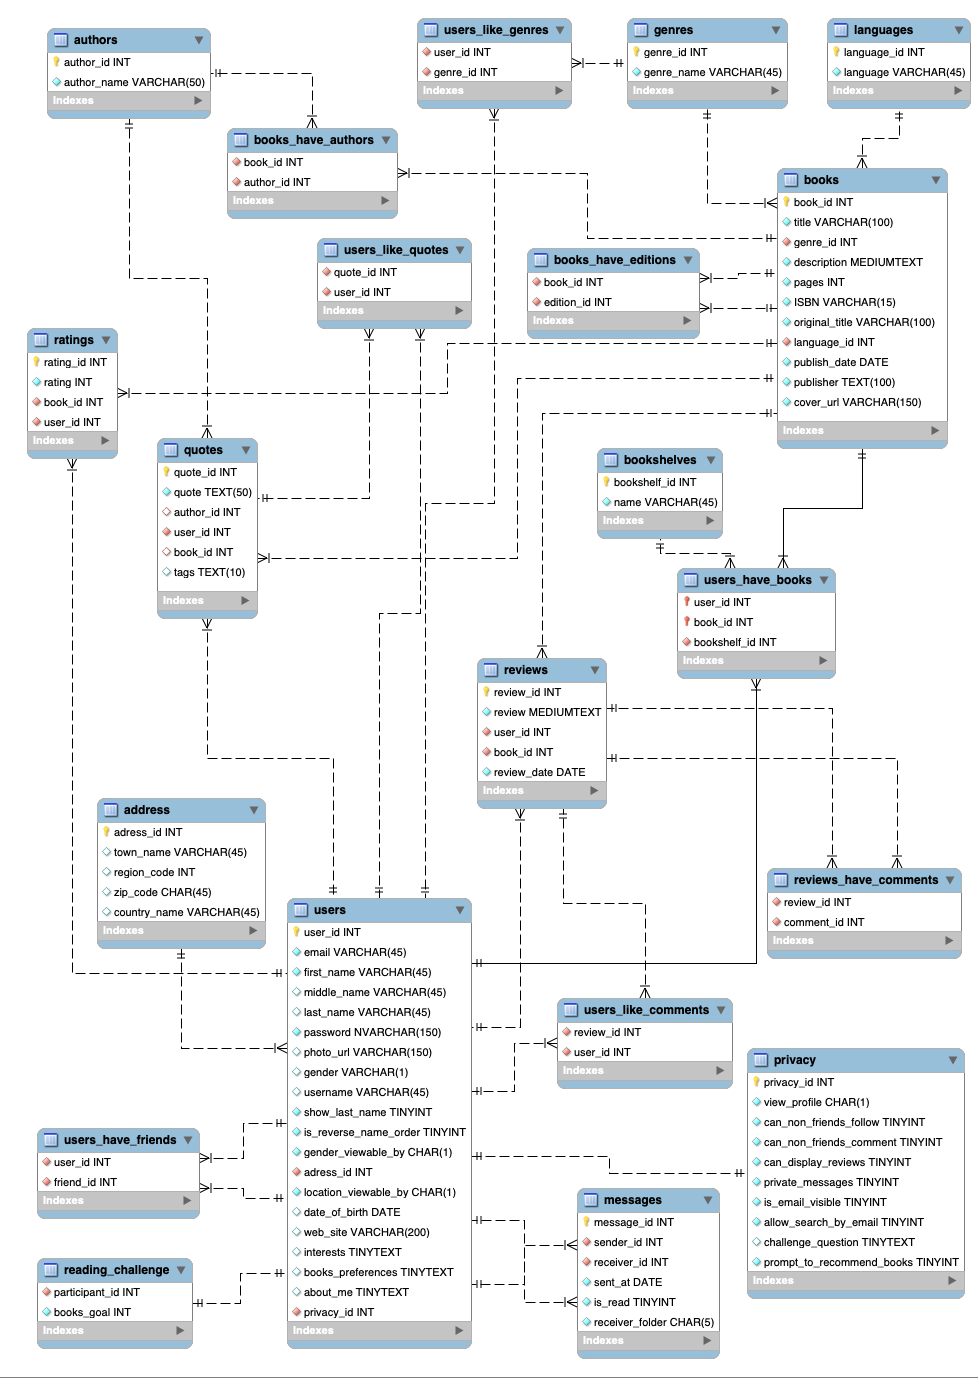 authors
author_id INT
author_name VARCHAR(50)
Indexes
users_like_genres
user_id INT
genre_id INT
Indexes
genres
genre_id INT
genre_name VARCHAR(45)
Indexes
languages
language_id INT
language VARCHAR(45)
Indexes
books_have_authors
book_id INT
author_id INT
Indexes
books
book_id INT
title VARCHAR(100)
genre_id INT
description MEDIUMTEXT
pages INT
ISBN VARCHAR(15)
original_title VARCHAR(100)
language_id INT
publish_date DATE
publisher TEXT(100)
cover_url VARCHAR(150)
Indexes
users_like_quotes
quote_id INT
user_id INT
Indexes
books_have_editions
book_id INT
edition_id INT
Indexes
ratings
rating_id INT
rating INT
book_id INT
user_id INT
Indexes
quotes
quote_id INT
quote TEXT(50)
author_id INT
user_id INT
book_id INT
tags TEXT(10)
Indexes
bookshelves
bookshelf_id INT
name VARCHAR(45)
Indexes
users_have_books
user_id INT
book_id INT
bookshelf_id INT
Indexes
reviews
review_id INT
review MEDIUMTEXT
user_id INT
book_id INT
review_date DATE
Indexes
address
adress_id INT
town_name VARCHAR(45)
region_code INT
zip_code CHAR(45)
country_name VARCHAR(45)
Indexes
reviews_have_comments
review_id INT
comment_id INT
Indexes
users
user_id INT
email VARCHAR(45)
first_name VARCHAR(45)
middle_name VARCHAR(45)
last_name VARCHAR(45)
password NVARCHAR(150)
photo_url VARCHAR(150)
gender VARCHAR(1)
username VARCHAR(45)
show_last_name TINYINT
is_reverse_name_order TINYINT
gender_viewable_by CHAR(1)
adress_id INT
location_viewable_by CHAR(1)
date_of_birth DATE
web_site VARCHAR(200)
interests TINYTEXT
books_preferences TINYTEXT
about_me TINYTEXT
privacy_id INT
Indexes
users_like_comments
review_id INT
user_id INT
Indexes
privacy
privacy_id INT
view_profile CHAR(1)
can_non_friends_follow TINYINT
can_non_friends_comment TINYINT
can_display_reviews TINYINT
private_messages TINYINT
is_email_visible TINYINT
allow_search_by_email TINYINT
challenge_question TINYTEXT
prompt_to_recommend_books TINYINT
Indexes
users_have_friends
user_id INT
friend_id INT
Indexes
messages
message_id INT
sender_id INT
receiver_id INT
sent_at DATE
is_read TINYINT
receiver_folder CHAR(5)
Indexes
reading_challenge
participant_id INT
books_goal INT
Indexes